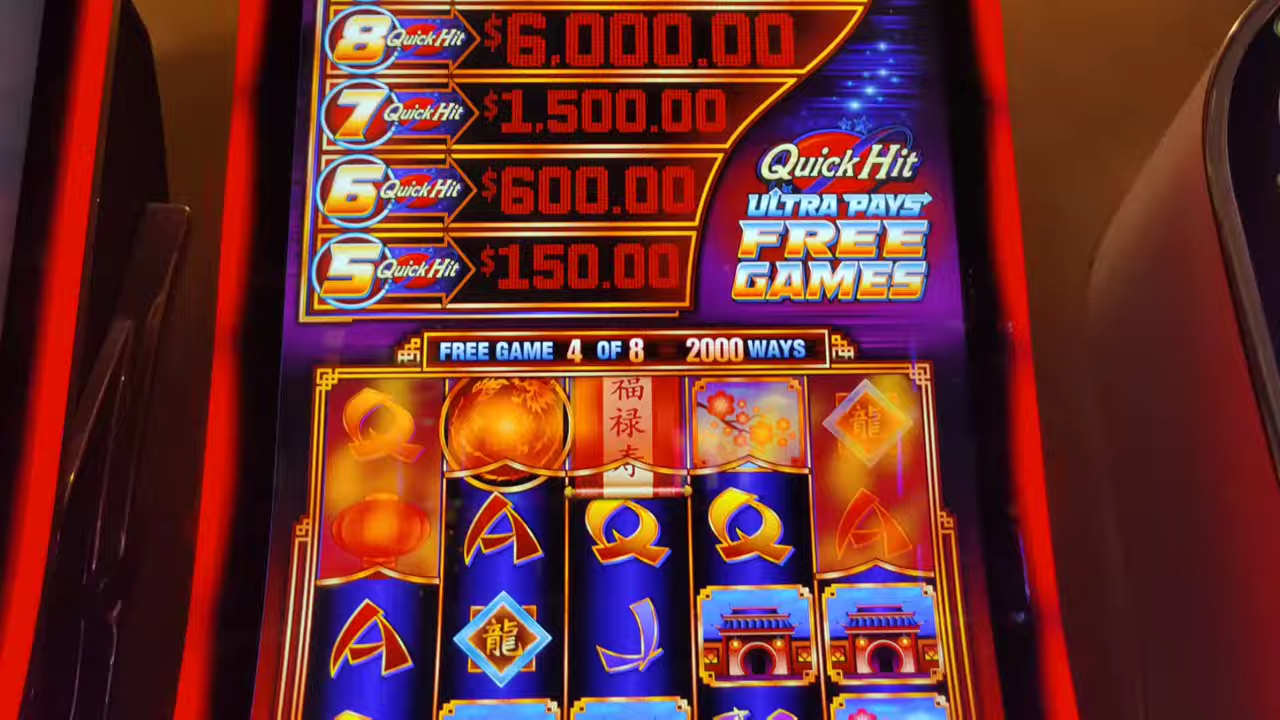 8 Quick Hit $6,000.00
7 Quick Hit $1,500.00
6 Quick Hit $600.00
5 Quick Hit $150.00
Quick Hit
ULTRA PAYS
FREE
GAMES
FREE GAME 4 OF 8 2000 WAYS
Q 福禄寿 龍
A Q Q A
A 龍 J